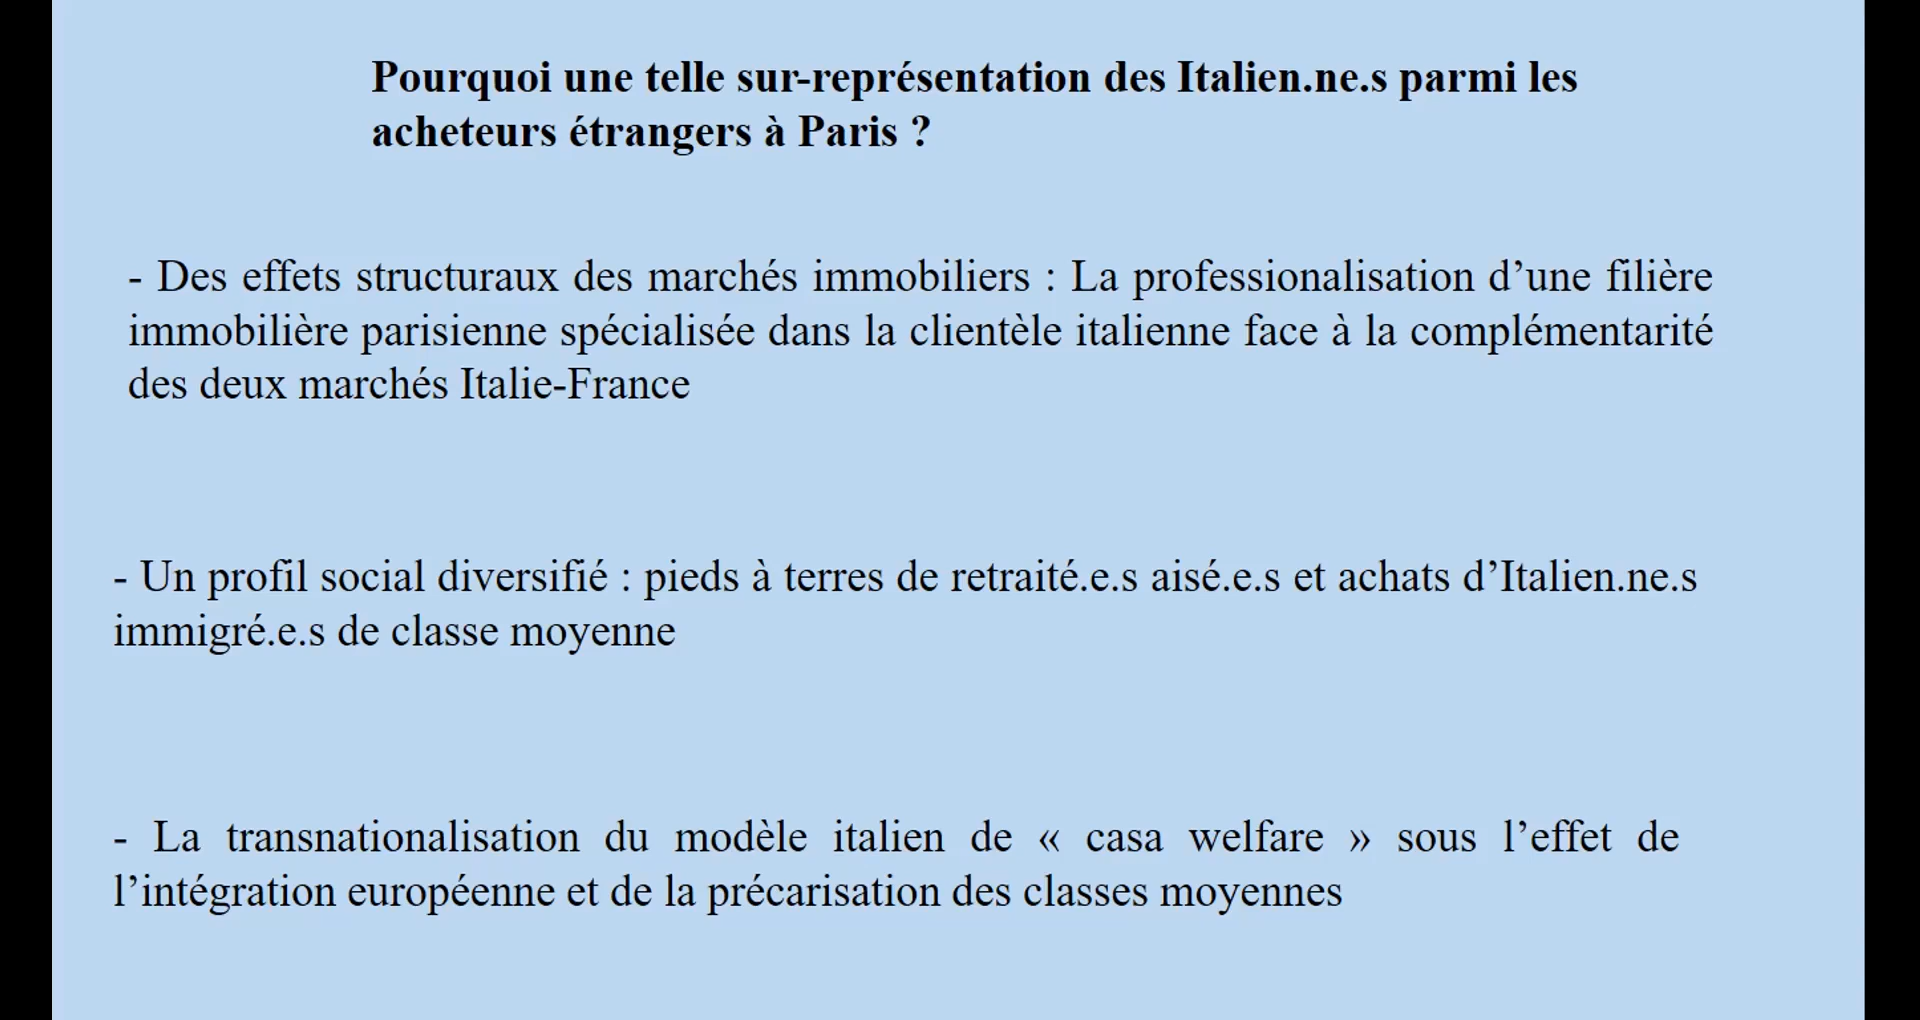 Pourquoi une telle sur-représentation des Italien.ne.s parmi les
acheteurs étrangers à Paris ?
- Des effets structuraux des marchés immobiliers : La professionalisation d’une filière
immobilière parisienne spécialisée dans la clientèle italienne face à la complémentarité
des deux marchés Italie-France
- Un profil social diversifié : pieds à terres de retraité.e.s aisé.e.s et achats d’Italien.ne.s
immigré.e.s de classe moyenne
- La transnationalisation du modèle italien de « casa welfare » sous l’effet de
l’intégration européenne et de la précarisation des classes moyennes